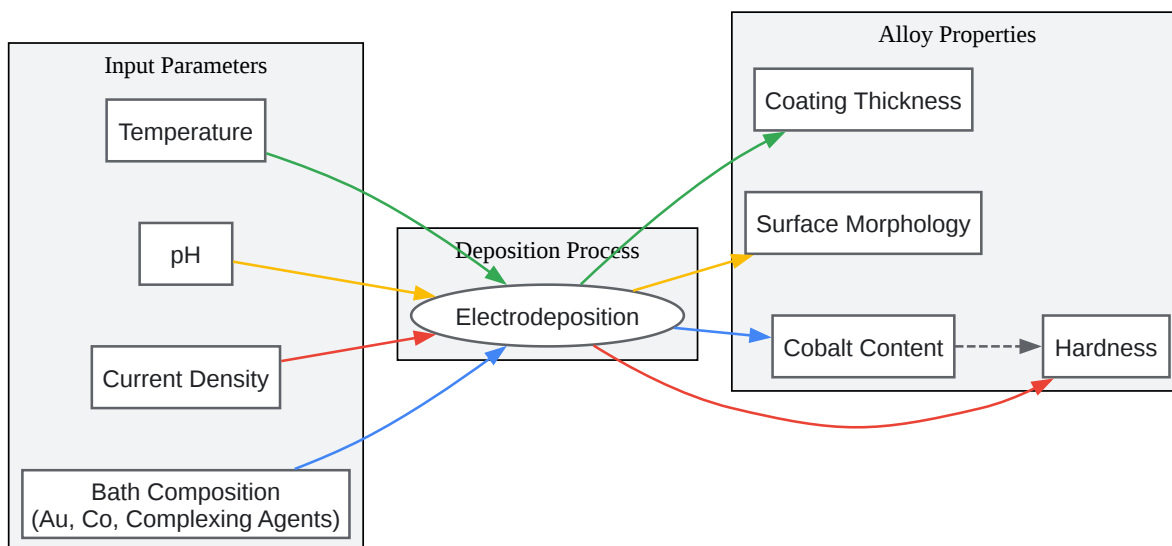 Input Parameters
Temperature
pH
Current Density
Bath Composition
(Au, Co, Complexing Agents)
Deposition Process
Electrodeposition
Alloy Properties
Coating Thickness
Surface Morphology
Cobalt Content
Hardness